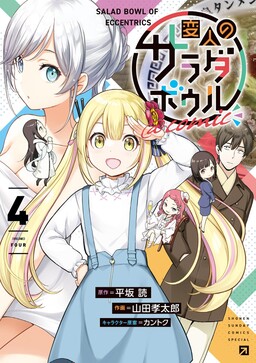 SALAD BOWL OF
ECCENTRICS
変人の
サラダ
ボウル
@comic
4
VOLUME
FOUR
原作=平坂 読
作画=山田孝太郎
キャラクター原案=カントク
SHONEN
SUNDAY COMICS
SPECIAL